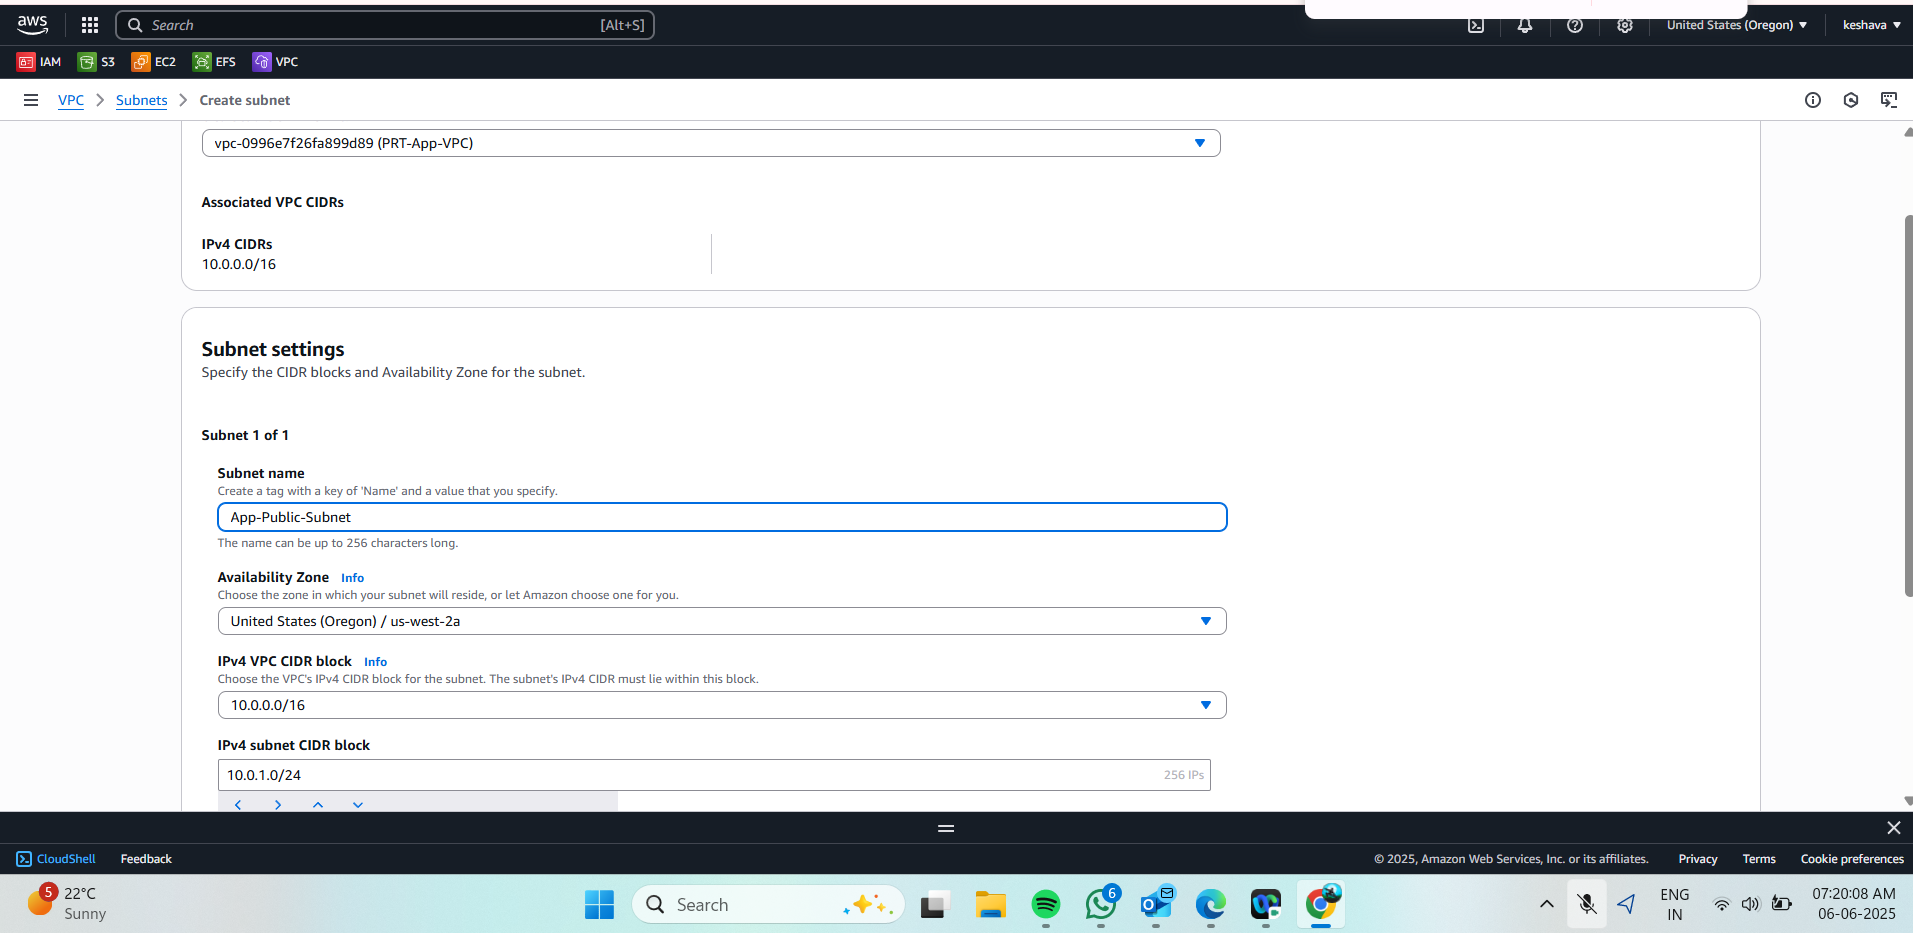 aws
Search [Alt+S]
United States (Oregon) keshava
IAM S3 EC2 EFS VPC
VPC Subnets Create subnet
vpc-0996e7f26fa899d89 (PRT-App-VPC)
Associated VPC CIDRs
IPv4 CIDRs
10.0.0.0/16
Subnet settings
Specify the CIDR blocks and Availability Zone for the subnet.
Subnet 1 of 1
Subnet name
Create a tag with a key of 'Name' and a value that you specify.
App-Public-Subnet
The name can be up to 256 characters long.
Availability Zone Info
Choose the zone in which your subnet will reside, or let Amazon choose one for you.
United States (Oregon) / us-west-2a
IPv4 VPC CIDR block Info
Choose the VPC's IPv4 CIDR block for the subnet. The subnet's IPv4 CIDR must lie within this block.
10.0.0.0/16
IPv4 subnet CIDR block
10.0.1.0/24 256 IPs
CloudShell Feedback © 2025, Amazon Web Services, Inc. or its affiliates. Privacy Terms Cookie preferences
5 22°C
Sunny
Search
6
ENG
IN
07:20:08 AM
06-06-2025